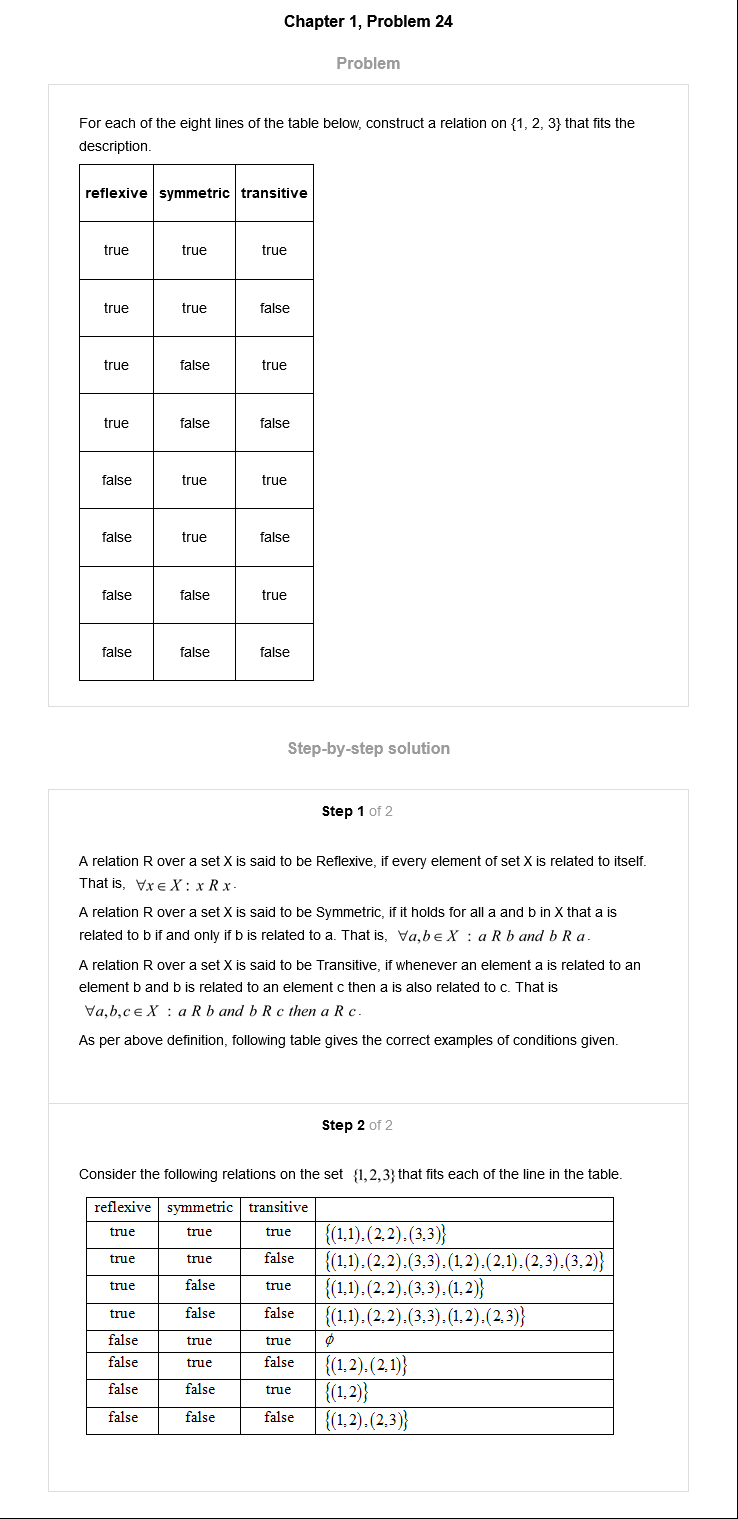 Chapter 1, Problem 24
Problem
For each of the eight lines of the table below, construct a relation on {1, 2, 3} that fits the
description.
reflexive symmetric transitive
true true true
true true false
true false true
true false false
false true true
false true false
false false true
false false false
Step-by-step solution
Step 1 of 2
A relation R over a set X is said to be Reflexive, if every element of set X is related to itself.
That is, ∀x∈X : x R x.
A relation R over a set X is said to be Symmetric, if it holds for all a and b in X that a is
related to b if and only if b is related to a. That is, ∀a,b∈X : a R b and b R a.
A relation R over a set X is said to be Transitive, if whenever an element a is related to an
element b and b is related to an element c then a is also related to c. That is
∀a,b,c∈X : a R b and b R c then a R c.
As per above definition, following table gives the correct examples of conditions given.
Step 2 of 2
Consider the following relations on the set {1,2,3} that fits each of the line in the table.
reflexive symmetric transitive
true true true {(1,1),(2,2),(3,3)}
true true false {(1,1),(2,2),(3,3),(1,2),(2,1),(2,3),(3,2)}
true false true {(1,1),(2,2),(3,3),(1,2)}
true false false {(1,1),(2,2),(3,3),(1,2),(2,3)}
false true true ϕ
false true false {(1,2),(2,1)}
false false true {(1,2)}
false false false {(1,2),(2,3)}